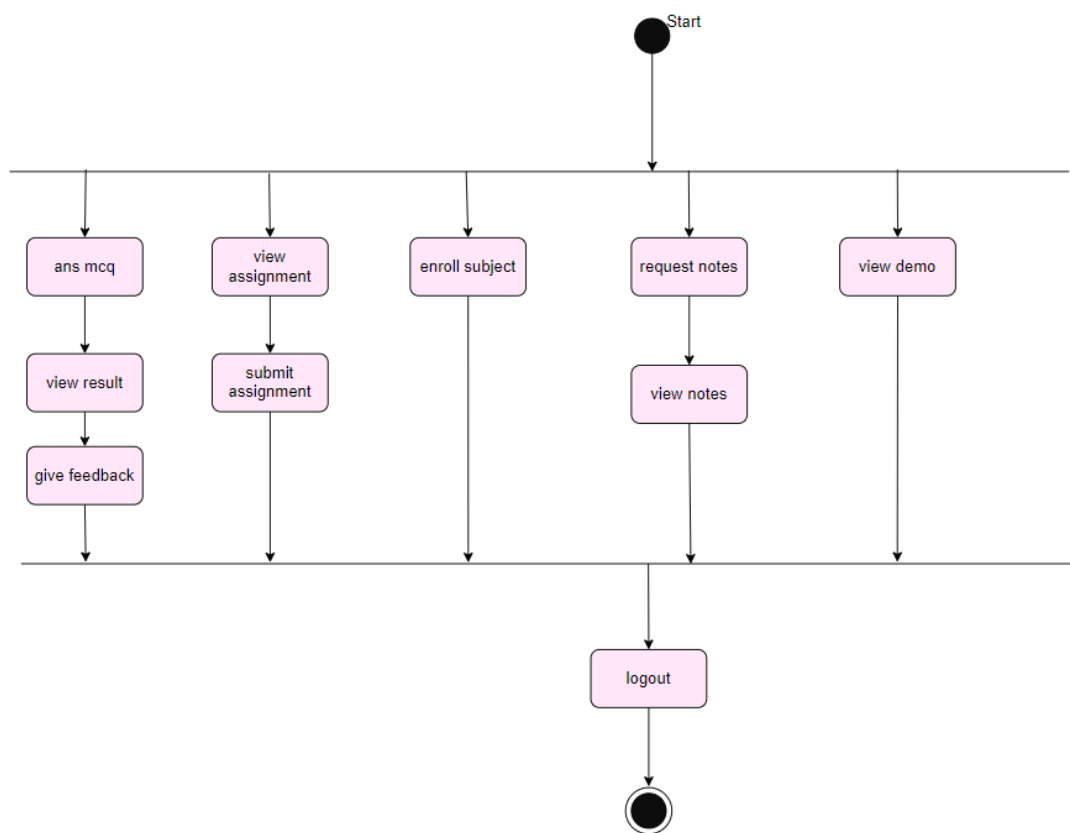 Start
ans mcq
view
assignment
enroll subject
request notes
view demo
view result
submit
assignment
view notes
give feedback
logout